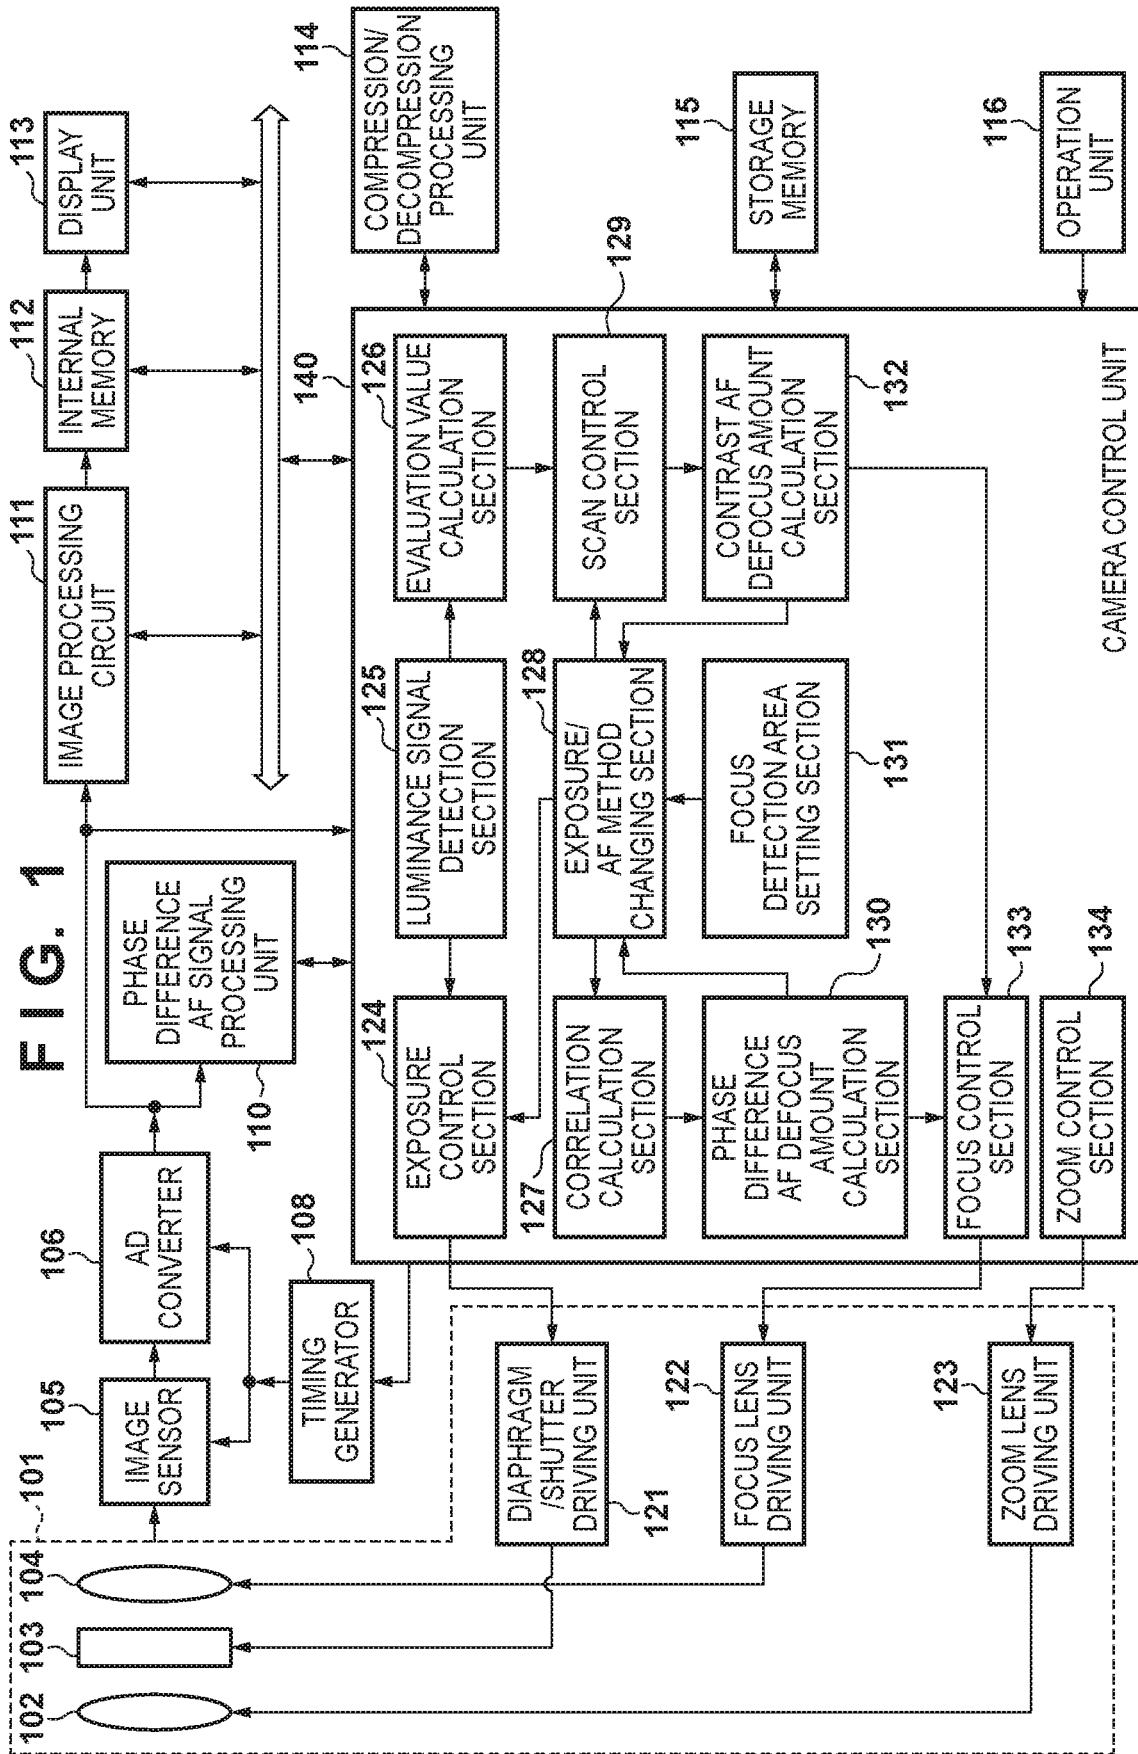 FIG. 1
101
102
103
104
105
IMAGE
SENSOR
106
AD
CONVERTER
108
TIMING
GENERATOR
110
PHASE
DIFFERENCE
AF SIGNAL
PROCESSING
UNIT
111
IMAGE PROCESSING
CIRCUIT
112
INTERNAL
MEMORY
113
DISPLAY
UNIT
114
COMPRESSION/
DECOMPRESSION
PROCESSING
UNIT
115
STORAGE
MEMORY
116
OPERATION
UNIT
121
DIAPHRAGM
/SHUTTER
DRIVING UNIT
122
FOCUS LENS
DRIVING UNIT
123
ZOOM LENS
DRIVING UNIT
140
124
EXPOSURE
CONTROL
SECTION
125
LUMINANCE SIGNAL
DETECTION
SECTION
126
EVALUATION VALUE
CALCULATION
SECTION
127
CORRELATION
CALCULATION
SECTION
128
EXPOSURE/
AF METHOD
CHANGING SECTION
129
SCAN CONTROL
SECTION
130
PHASE
DIFFERENCE
AF DEFOCUS
AMOUNT
CALCULATION
SECTION
131
FOCUS
DETECTION AREA
SETTING SECTION
132
CONTRAST AF
DEFOCUS AMOUNT
CALCULATION
SECTION
133
FOCUS CONTROL
SECTION
134
ZOOM CONTROL
SECTION
CAMERA CONTROL UNIT